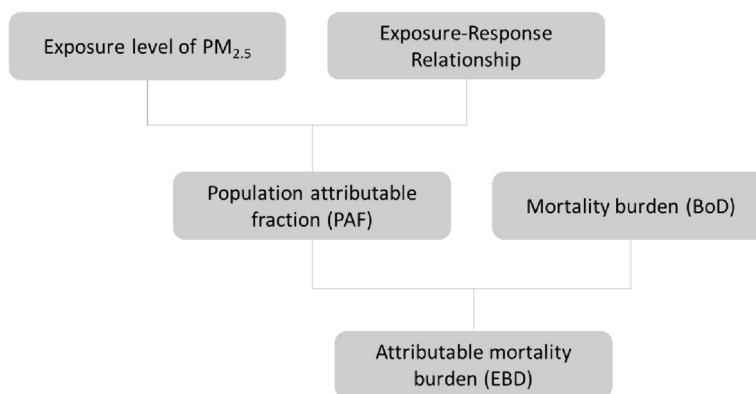 Exposure level of PM2.5
Exposure-Response
Relationship
Population attributable
fraction (PAF)
Mortality burden (BoD)
Attributable mortality
burden (EBD)